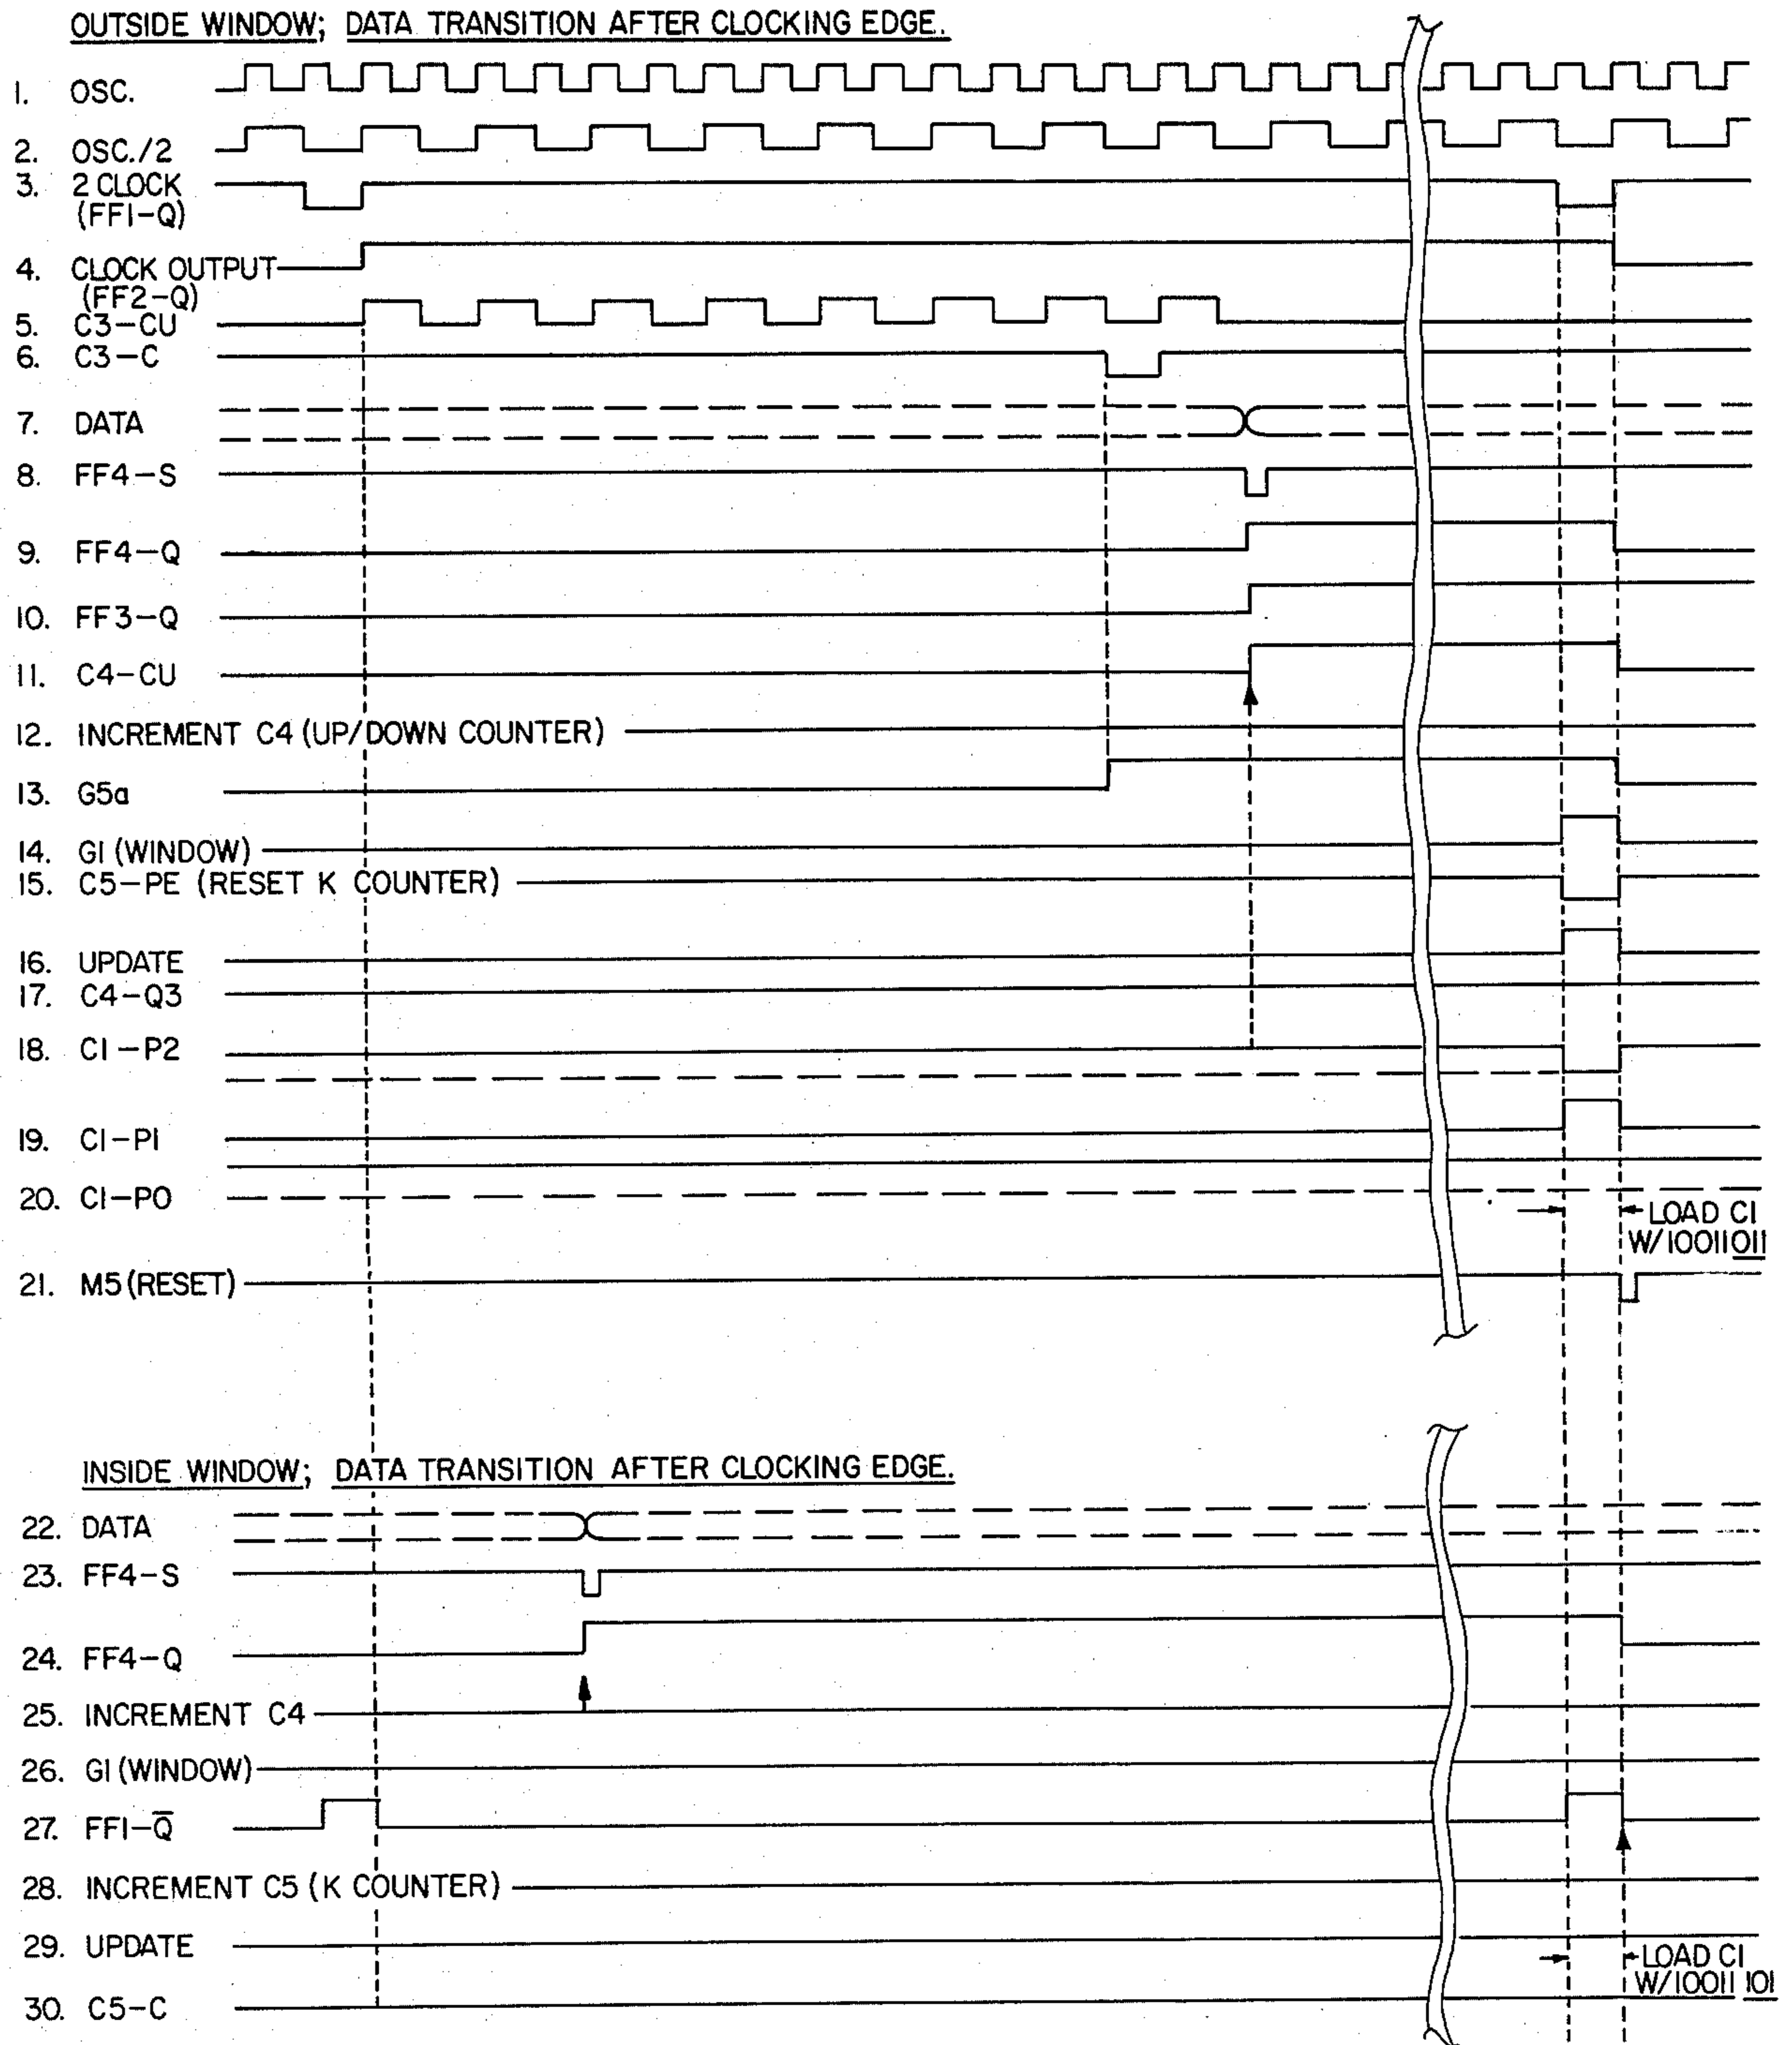 OUTSIDE WINDOW; DATA TRANSITION AFTER CLOCKING EDGE.
1. OSC.
2. OSC./2
3. 2 CLOCK
(FF1-Q)
4. CLOCK OUTPUT
(FF2-Q)
5. C3-CU
6. C3-C
7. DATA
8. FF4-S
9. FF4-Q
10. FF3-Q
11. C4-CU
12. INCREMENT C4 (UP/DOWN COUNTER)
13. G5a
14. G1 (WINDOW)
15. C5-PE (RESET K COUNTER)
16. UPDATE
17. C4-Q3
18. C1-P2
19. C1-P1
20. C1-P0
LOAD C1
W/10011011
21. M5 (RESET)
INSIDE WINDOW; DATA TRANSITION AFTER CLOCKING EDGE.
22. DATA
23. FF4-S
24. FF4-Q
25. INCREMENT C4
26. G1 (WINDOW)
27. FF1-Q̅
28. INCREMENT C5 (K COUNTER)
29. UPDATE
LOAD C1
W/10011 101
30. C5-C